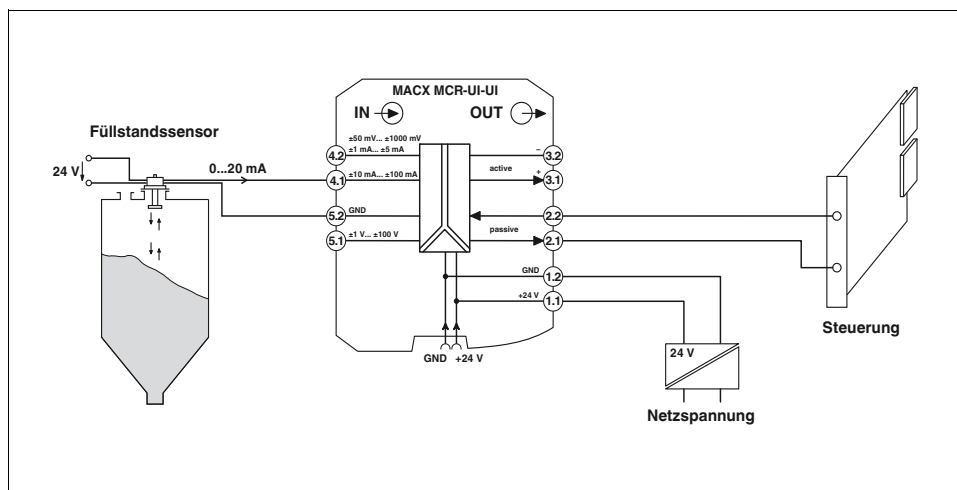 MACX MCR-UI-UI
IN
OUT
Füllstandssensor
24 V
0...20 mA
±50 mV... ±1000 mV
±1 mA... ±5 mA
4.2
±10 mA... ±100 mA
4.1
GND
5.2
±1 V... ±100 V
5.1
–
3.2
active
+
3.1
2.2
passive
2.1
GND
1.2
+24 V
1.1
GND
+24 V
24 V
Netzspannung
Steuerung